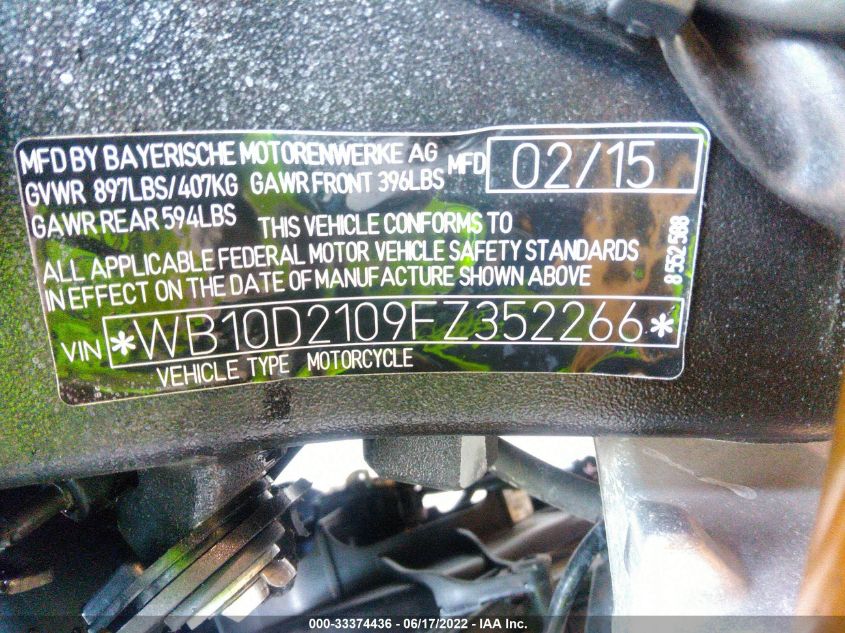 MFD BY BAYERISCHE MOTORENWERKE AG MFD 02/15
GVWR 897LBS/407KG GAWR FRONT 396LBS
GAWR REAR 594LBS THIS VEHICLE CONFORMS TO
ALL APPLICABLE FEDERAL MOTOR VEHICLE SAFETY STANDARDS
IN EFFECT ON THE DATE OF MANUFACTURE SHOWN ABOVE
8 552 588
VIN *WB10D2109FZ352266*
VEHICLE TYPE MOTORCYCLE
000-33374436 - 06/17/2022 - IAA Inc.